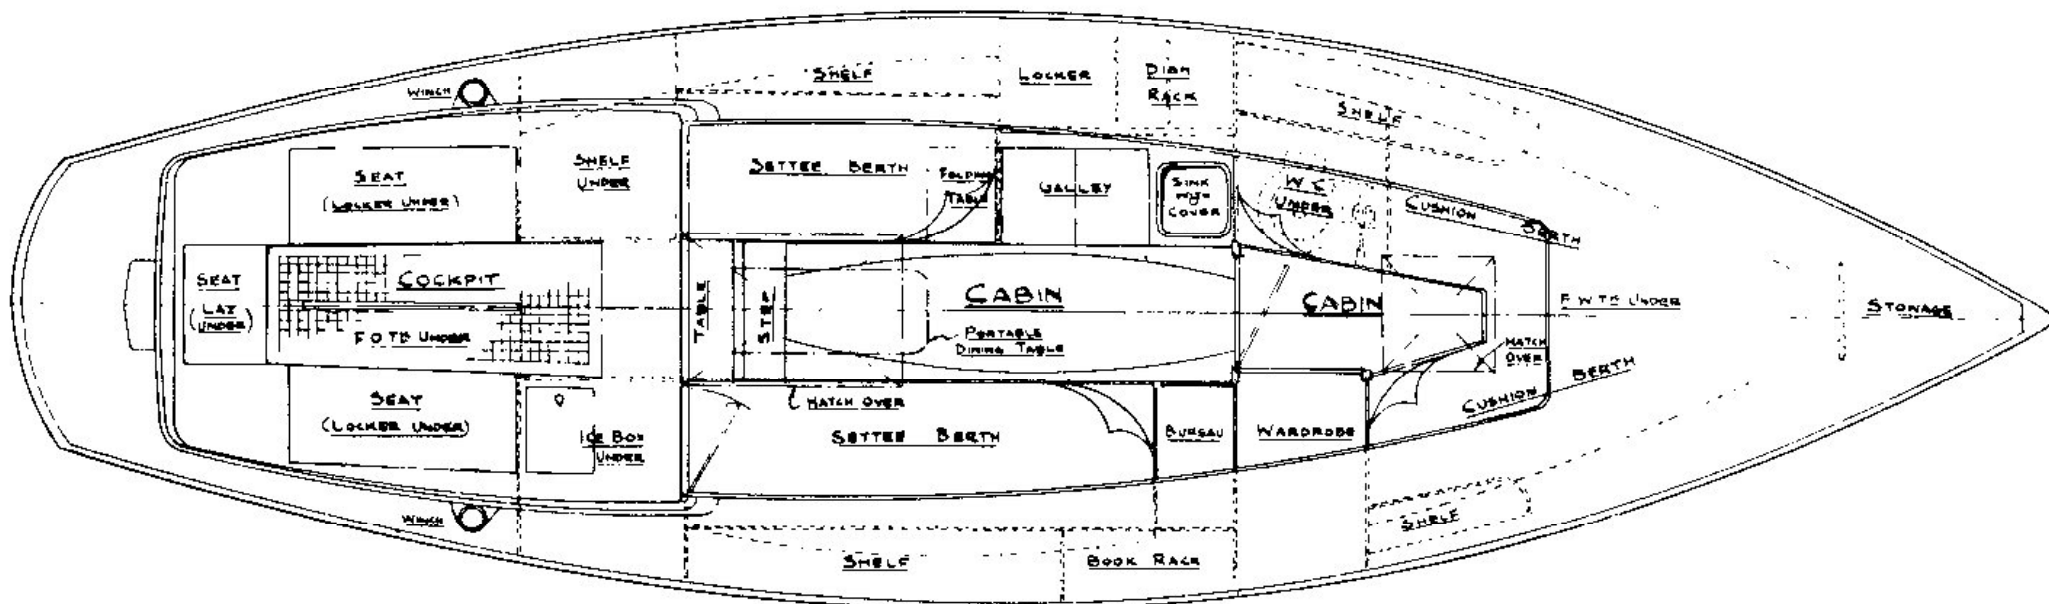 SHELF
LOCKER
DISH
RACK
WINCH
SHELF
SHELF
UNDER
SETTEE BERTH
FOLDING
TABLE
GALLEY
SINK
WITH
COVER
W C
UNDER
CUSHION
BERTH
SEAT
(LOCKER UNDER)
SEAT
LAZ
(UNDER)
COCKPIT
F O TK UNDER
TABLE
STEP
CABIN
CABIN
PORTABLE
DINING TABLE
F. W. TK UNDER
STORAGE
HATCH
OVER
HATCH OVER
SEAT
(LOCKER UNDER)
ICE BOX
UNDER
SETTEE BERTH
BUREAU
WARDROBE
CUSHION
BERTH
WINCH
SHELF
SHELF
BOOK RACK